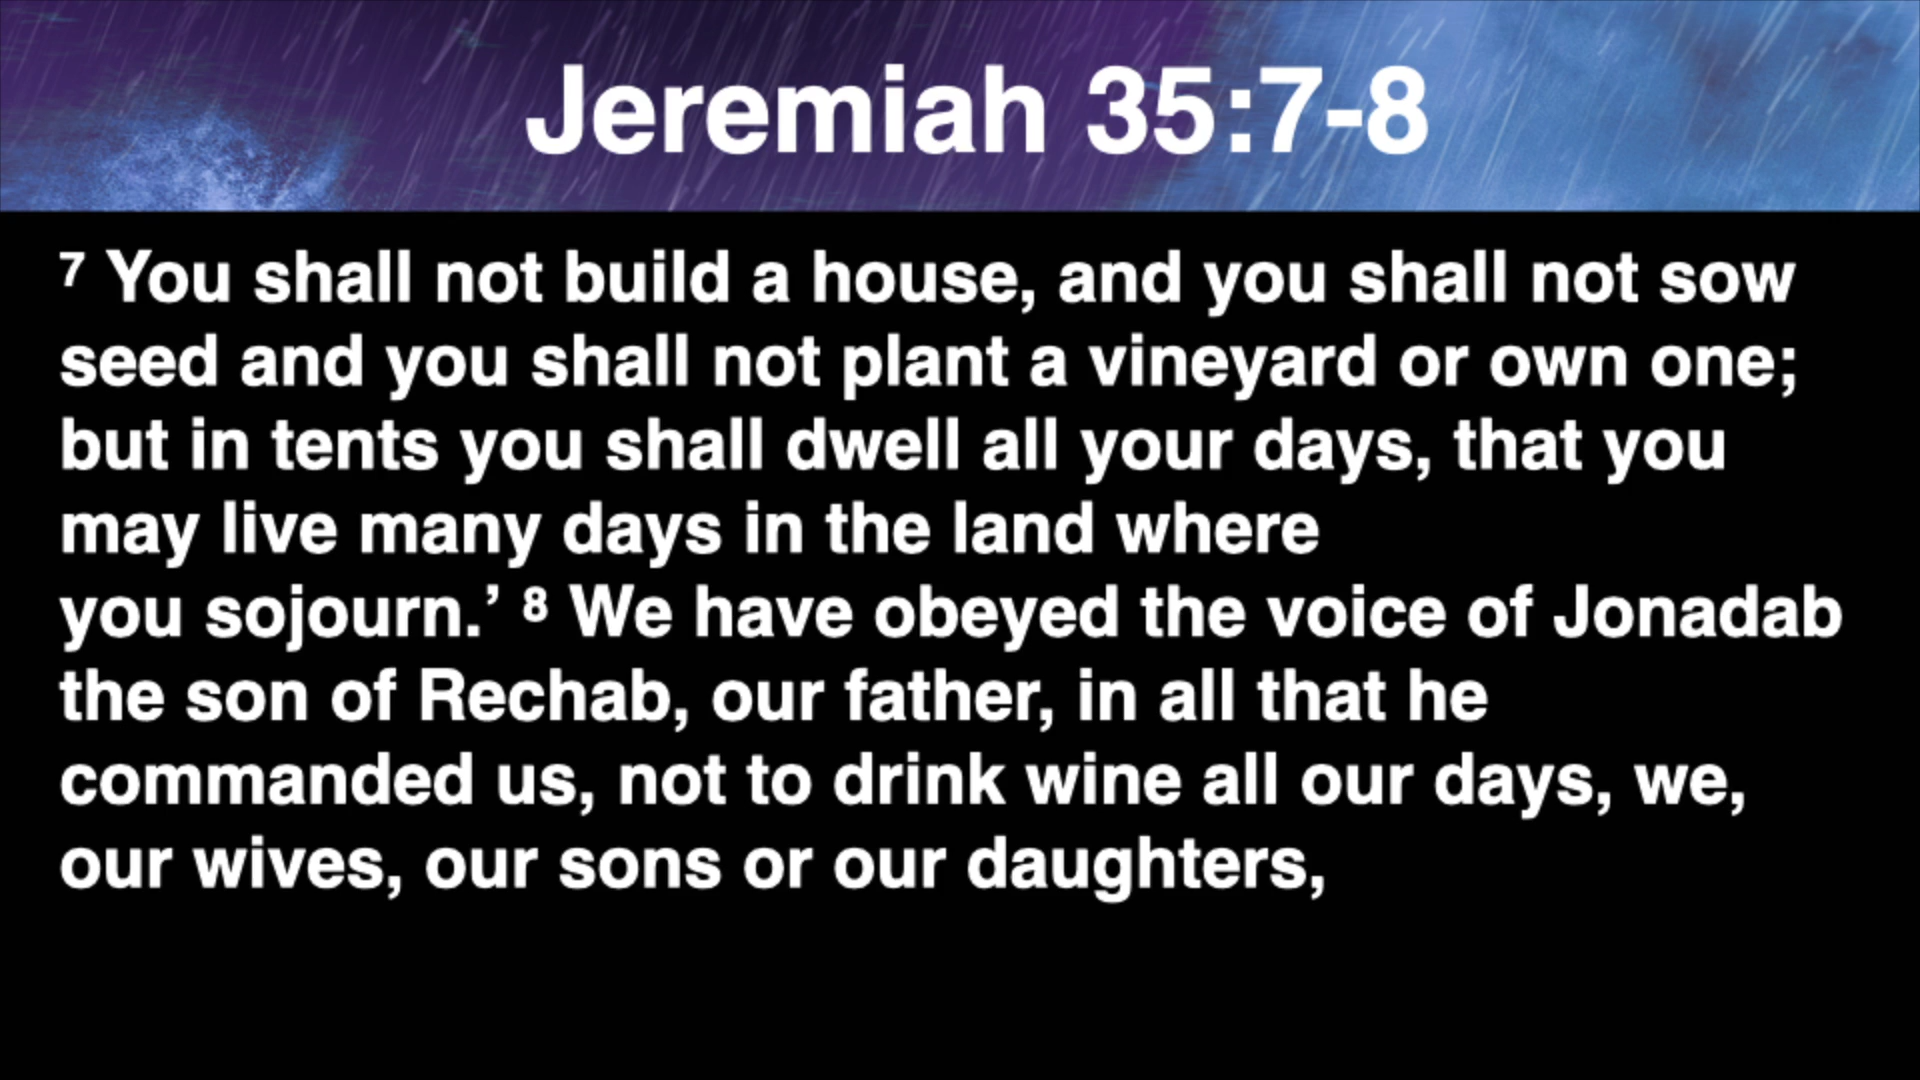 Jeremiah 35:7-8
⁷ You shall not build a house, and you shall not sow
seed and you shall not plant a vineyard or own one;
but in tents you shall dwell all your days, that you
may live many days in the land where
you sojourn.’ ⁸ We have obeyed the voice of Jonadab
the son of Rechab, our father, in all that he
commanded us, not to drink wine all our days, we,
our wives, our sons or our daughters,